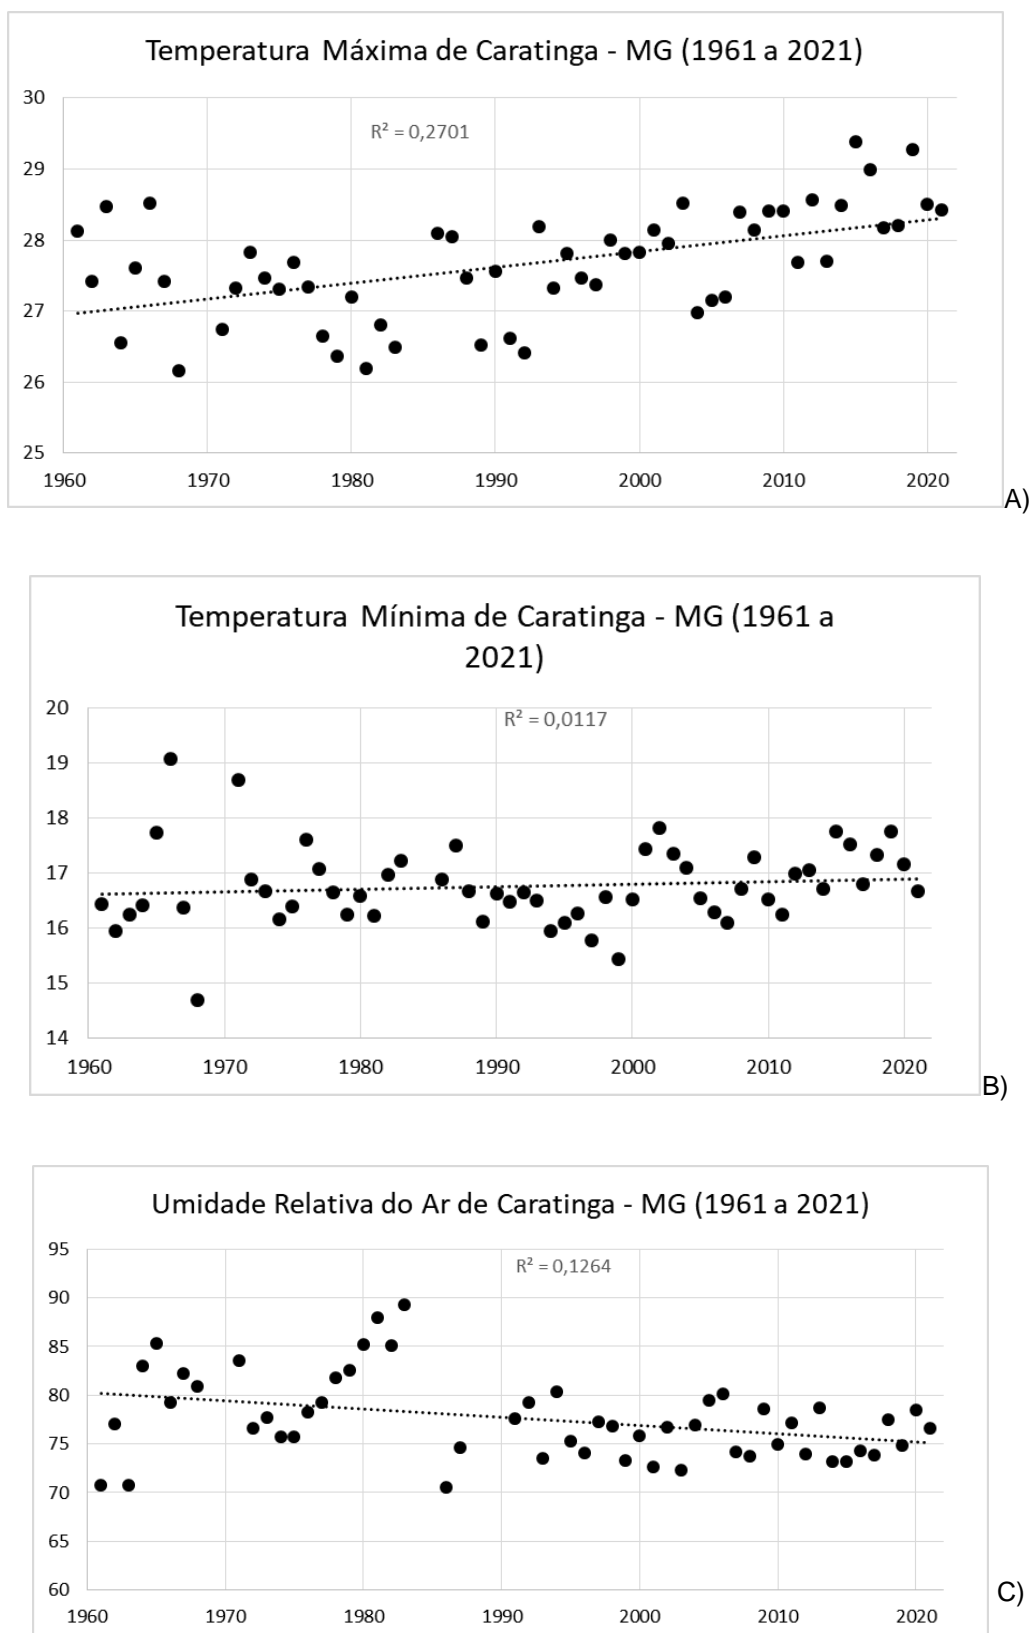 Temperatura Máxima de Caratinga - MG (1961 a 2021)
30
R² = 0,2701
29
28
27
26
25
1960 1970 1980 1990 2000 2010 2020
A)
Temperatura Mínima de Caratinga - MG (1961 a
2021)
20
R² = 0,0117
19
18
17
16
15
14
1960 1970 1980 1990 2000 2010 2020
B)
Umidade Relativa do Ar de Caratinga - MG (1961 a 2021)
95
R² = 0,1264
90
85
80
75
70
65
60
C)
1960 1970 1980 1990 2000 2010 2020